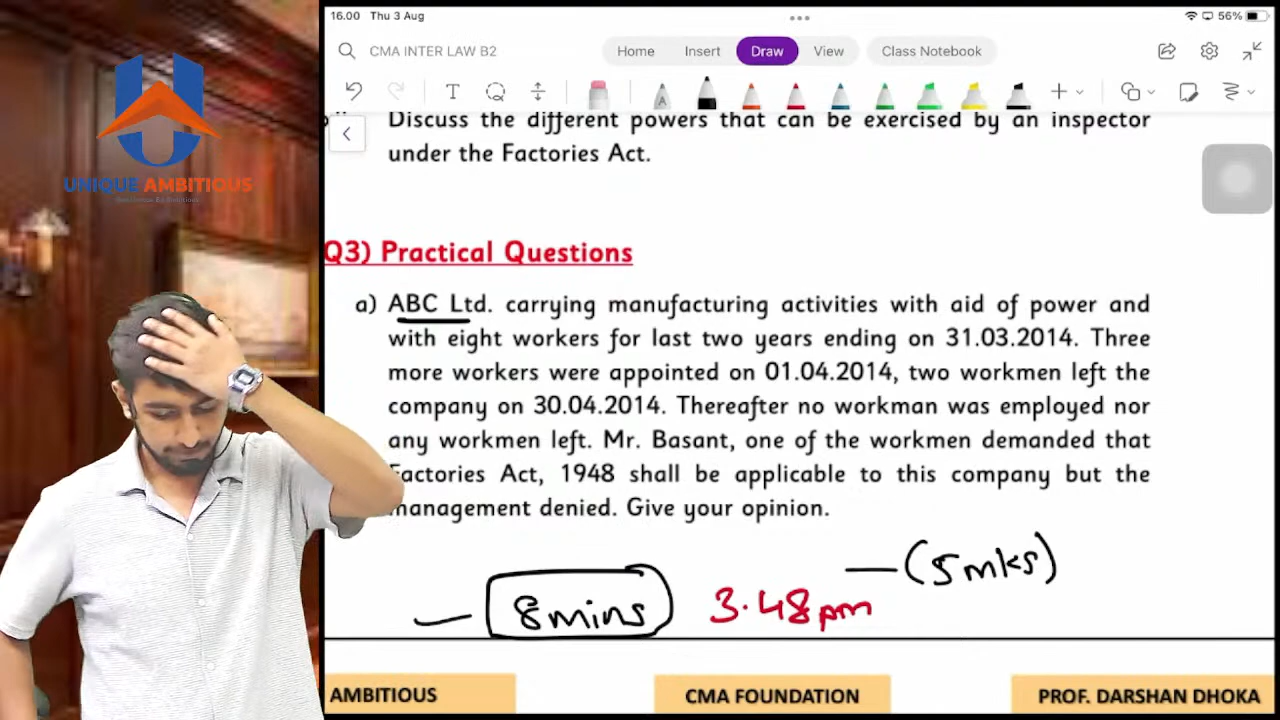 16.00 Thu 3 Aug
56%
CMA INTER LAW B2
Home Insert Draw View Class Notebook
UNIQUE AMBITIOUS
Discuss the different powers that can be exercised by an inspector
under the Factories Act.
Q3) Practical Questions
a) ABC Ltd. carrying manufacturing activities with aid of power and
with eight workers for last two years ending on 31.03.2014. Three
more workers were appointed on 01.04.2014, two workmen left the
company on 30.04.2014. Thereafter no workman was employed nor
any workmen left. Mr. Basant, one of the workmen demanded that
Factories Act, 1948 shall be applicable to this company but the
management denied. Give your opinion.
— (5mks)
— 8mins 3.48pm
AMBITIOUS
CMA FOUNDATION
PROF. DARSHAN DHOKA